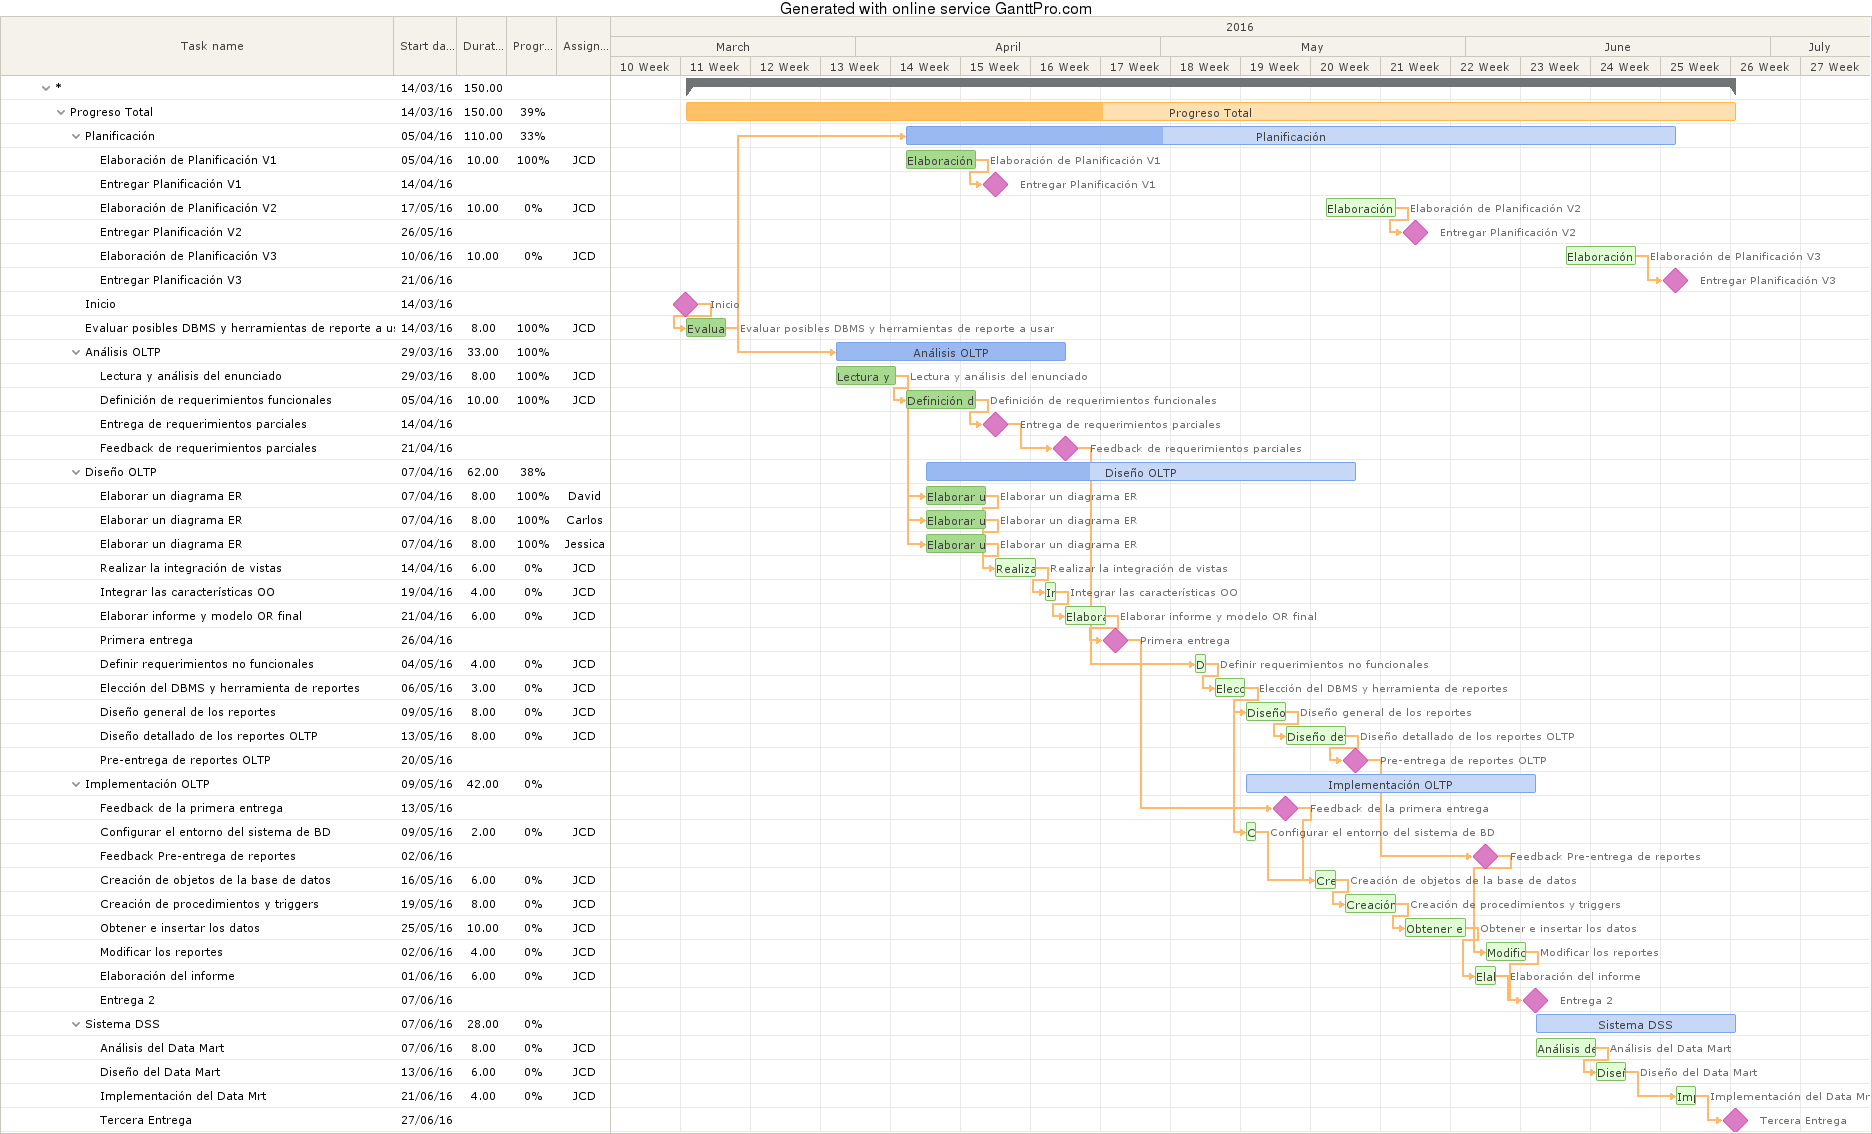 Generated with online service GanttPro.com
Task name Start da... Durat... Progr... Assign...
2016
March April May June July
10 Week 11 Week 12 Week 13 Week 14 Week 15 Week 16 Week 17 Week 18 Week 19 Week 20 Week 21 Week 22 Week 23 Week 24 Week 25 Week 26 Week 27 Week
* 14/03/16 150.00
Progreso Total 14/03/16 150.00 39% Progreso Total
Planificación 05/04/16 110.00 33% Planificación
Elaboración de Planificación V1 05/04/16 10.00 100% JCD Elaboración Elaboración de Planificación V1
Entregar Planificación V1 14/04/16 Entregar Planificación V1
Elaboración de Planificación V2 17/05/16 10.00 0% JCD Elaboración Elaboración de Planificación V2
Entregar Planificación V2 26/05/16 Entregar Planificación V2
Elaboración de Planificación V3 10/06/16 10.00 0% JCD Elaboración Elaboración de Planificación V3
Entregar Planificación V3 21/06/16 Entregar Planificación V3
Inicio 14/03/16 Inicio
Evaluar posibles DBMS y herramientas de reporte a us 14/03/16 8.00 100% JCD Evalua Evaluar posibles DBMS y herramientas de reporte a usar
Análisis OLTP 29/03/16 33.00 100% Análisis OLTP
Lectura y análisis del enunciado 29/03/16 8.00 100% JCD Lectura y Lectura y análisis del enunciado
Definición de requerimientos funcionales 05/04/16 10.00 100% JCD Definición d Definición de requerimientos funcionales
Entrega de requerimientos parciales 14/04/16 Entrega de requerimientos parciales
Feedback de requerimientos parciales 21/04/16 Feedback de requerimientos parciales
Diseño OLTP 07/04/16 62.00 38% Diseño OLTP
Elaborar un diagrama ER 07/04/16 8.00 100% David Elaborar u Elaborar un diagrama ER
Elaborar un diagrama ER 07/04/16 8.00 100% Carlos Elaborar u Elaborar un diagrama ER
Elaborar un diagrama ER 07/04/16 8.00 100% Jessica Elaborar u Elaborar un diagrama ER
Realizar la integración de vistas 14/04/16 6.00 0% JCD Realiza Realizar la integración de vistas
Integrar las características OO 19/04/16 4.00 0% JCD Ir Integrar las características OO
Elaborar informe y modelo OR final 21/04/16 6.00 0% JCD Elabora Elaborar informe y modelo OR final
Primera entrega 26/04/16 Primera entrega
Definir requerimientos no funcionales 04/05/16 4.00 0% JCD D Definir requerimientos no funcionales
Elección del DBMS y herramienta de reportes 06/05/16 3.00 0% JCD Elecc Elección del DBMS y herramienta de reportes
Diseño general de los reportes 09/05/16 8.00 0% JCD Diseño Diseño general de los reportes
Diseño detallado de los reportes OLTP 13/05/16 8.00 0% JCD Diseño de Diseño detallado de los reportes OLTP
Pre-entrega de reportes OLTP 20/05/16 Pre-entrega de reportes OLTP
Implementación OLTP 09/05/16 42.00 0% Implementación OLTP
Feedback de la primera entrega 13/05/16 Feedback de la primera entrega
Configurar el entorno del sistema de BD 09/05/16 2.00 0% JCD C Configurar el entorno del sistema de BD
Feedback Pre-entrega de reportes 02/06/16 Feedback Pre-entrega de reportes
Creación de objetos de la base de datos 16/05/16 6.00 0% JCD Cre Creación de objetos de la base de datos
Creación de procedimientos y triggers 19/05/16 8.00 0% JCD Creación Creación de procedimientos y triggers
Obtener e insertar los datos 25/05/16 10.00 0% JCD Obtener e Obtener e insertar los datos
Modificar los reportes 02/06/16 4.00 0% JCD Modific Modificar los reportes
Elaboración del informe 01/06/16 6.00 0% JCD Elal Elaboración del informe
Entrega 2 07/06/16 Entrega 2
Sistema DSS 07/06/16 28.00 0% Sistema DSS
Análisis del Data Mart 07/06/16 8.00 0% JCD Análisis de Análisis del Data Mart
Diseño del Data Mart 13/06/16 6.00 0% JCD Diseñ Diseño del Data Mart
Implementación del Data Mrt 21/06/16 4.00 0% JCD Imp Implementación del Data Mr
Tercera Entrega 27/06/16 Tercera Entrega